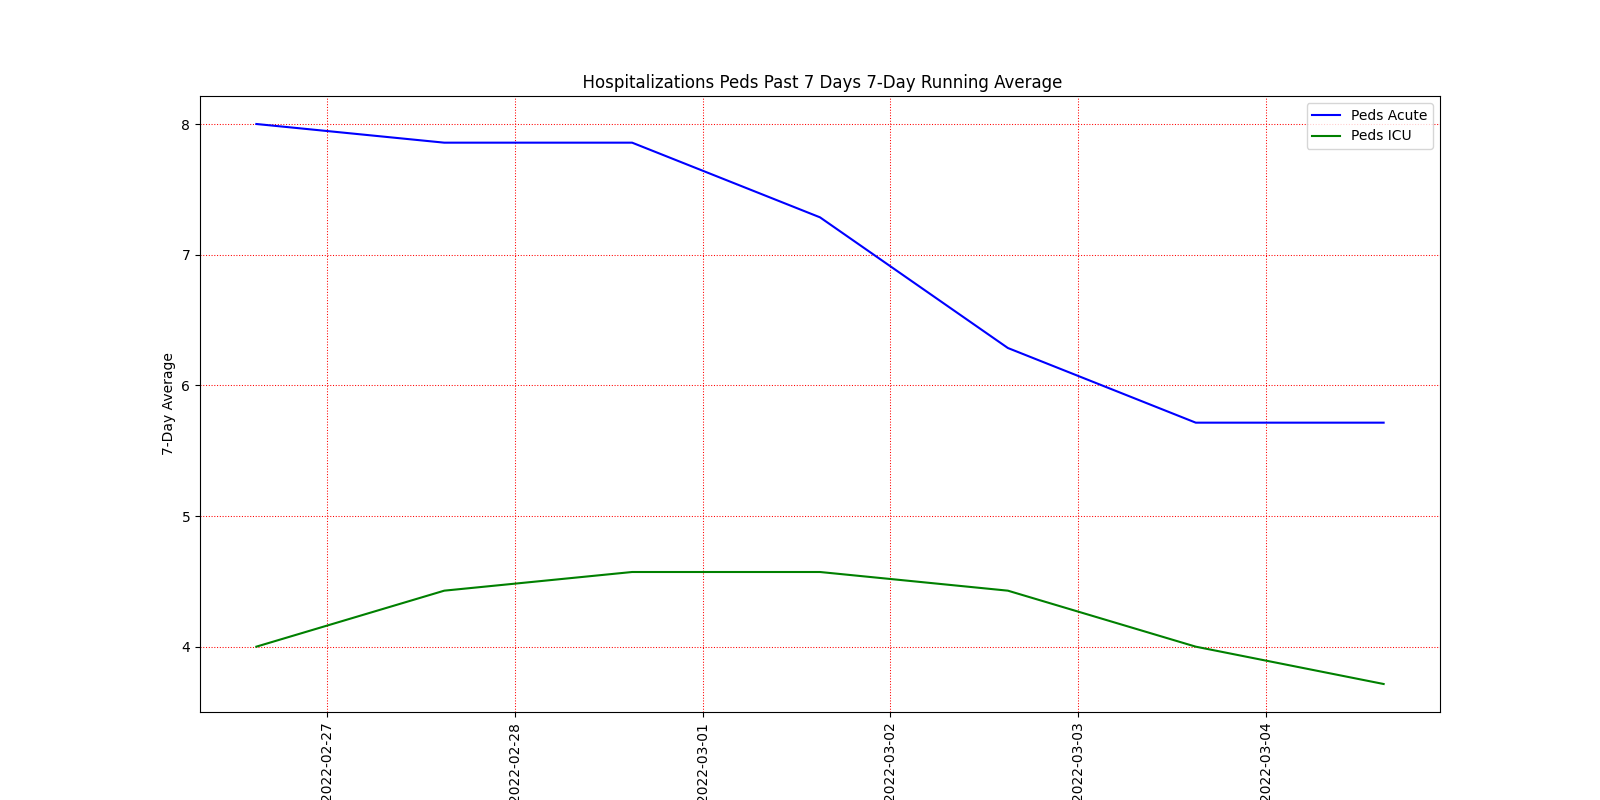 Hospitalizations Peds Past 7 Days 7-Day Running Average
Peds Acute
Peds ICU
7-Day Average
8
7
6
5
4
2022-02-27
2022-02-28
2022-03-01
2022-03-02
2022-03-03
2022-03-04